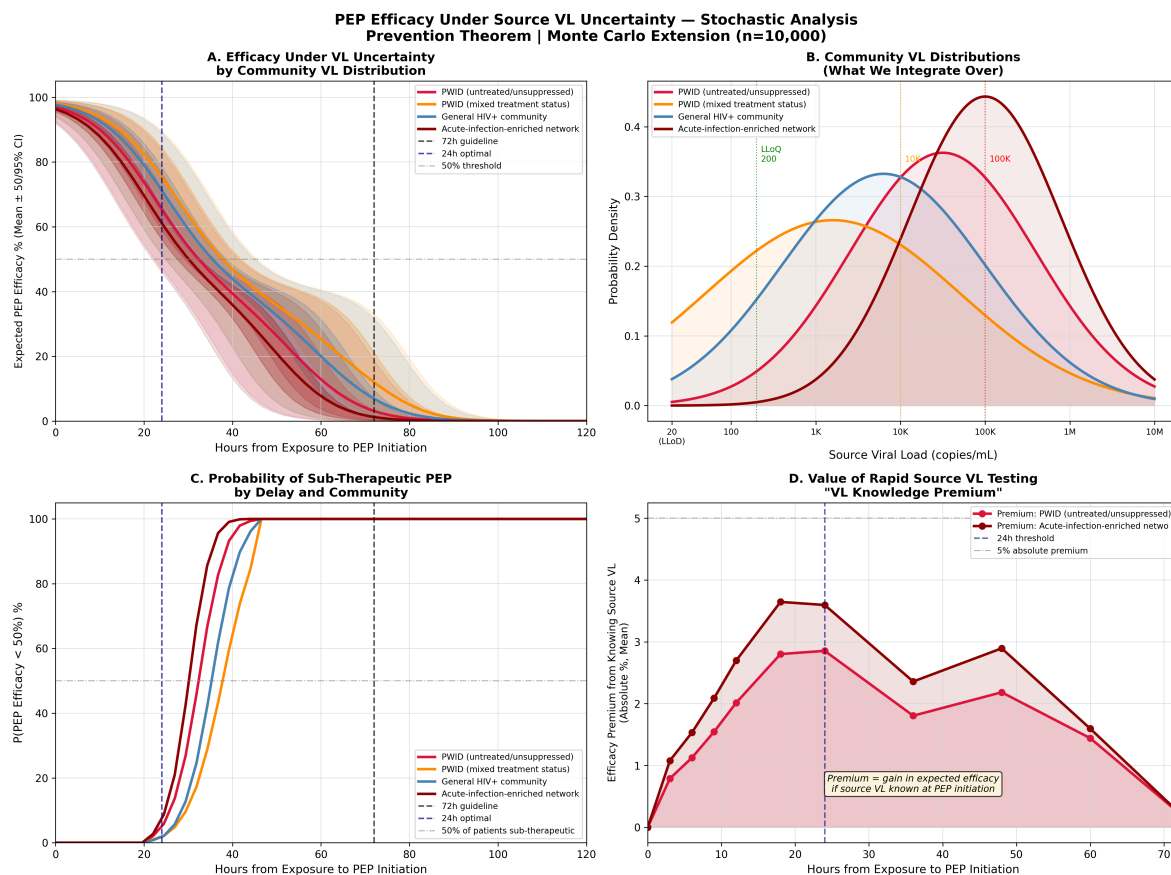 PEP Efficacy Under Source VL Uncertainty — Stochastic Analysis
Prevention Theorem | Monte Carlo Extension (n=10,000)
A. Efficacy Under VL Uncertainty
by Community VL Distribution
Expected PEP Efficacy % (Mean ± 50/95% CI)
100
80
60
40
20
0
PWID (untreated/unsuppressed)
PWID (mixed treatment status)
General HIV+ community
Acute-infection-enriched network
72h guideline
24h optimal
50% threshold
0 20 40 60 80 100 120
Hours from Exposure to PEP Initiation
B. Community VL Distributions
(What We Integrate Over)
Probability Density
0.4
0.3
0.2
0.1
0.0
PWID (untreated/unsuppressed)
PWID (mixed treatment status)
General HIV+ community
Acute-infection-enriched network
LLoQ
200
10K
100K
20 100 1K 10K 100K 1M 10M
(LLoD)
Source Viral Load (copies/mL)
C. Probability of Sub-Therapeutic PEP
by Delay and Community
P(PEP Efficacy < 50%) %
100
80
60
40
20
0
PWID (untreated/unsuppressed)
PWID (mixed treatment status)
General HIV+ community
Acute-infection-enriched network
72h guideline
24h optimal
50% of patients sub-therapeutic
0 20 40 60 80 100 120
Hours from Exposure to PEP Initiation
D. Value of Rapid Source VL Testing
"VL Knowledge Premium"
Efficacy Premium from Knowing Source VL
(Absolute %, Mean)
5
4
3
2
1
0
Premium: PWID (untreated/unsuppressed)
Premium: Acute-infection-enriched netwo
24h threshold
5% absolute premium
Premium = gain in expected efficacy
if source VL known at PEP initiation
0 10 20 30 40 50 60 70
Hours from Exposure to PEP Initiation